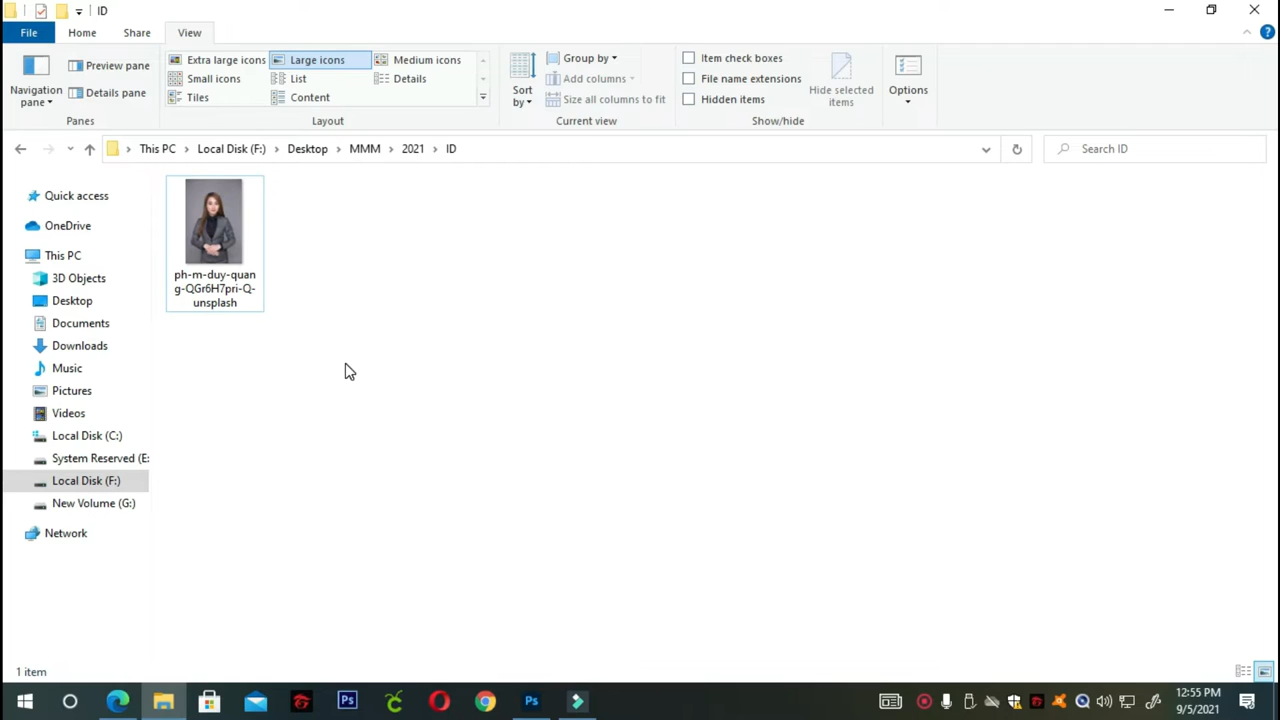 ID
File Home Share View
Extra large icons Large icons Medium icons
Small icons List Details
Tiles Content
Preview pane
Details pane
Navigation
pane
Panes
Layout
Sort
by
Group by
Add columns
Size all columns to fit
Current view
Item check boxes
File name extensions
Hidden items
Hide selected
items
Show/hide
Options
This PC > Local Disk (F:) > Desktop > MMM > 2021 > ID
Search ID
Quick access
OneDrive
This PC
3D Objects
Desktop
Documents
Downloads
Music
Pictures
Videos
Local Disk (C:)
System Reserved (E:
Local Disk (F:)
New Volume (G:)
Network
ph-m-duy-quan
g-QGr6H7pri-Q-
unsplash
1 item
Ps
Ps
12:55 PM
9/5/2021